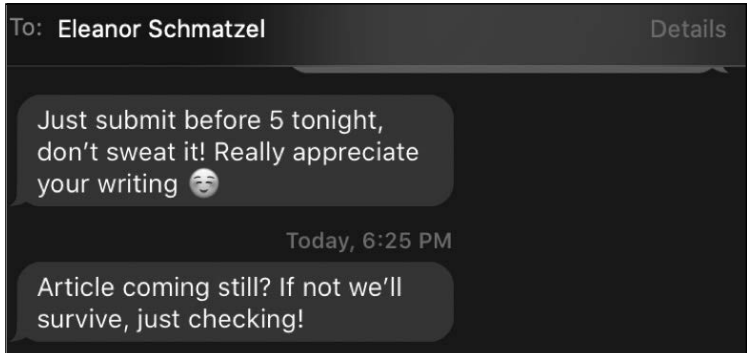 To: Eleanor Schmatzel Details
Just submit before 5 tonight,
don't sweat it! Really appreciate
your writing ☺️
Today, 6:25 PM
Article coming still? If not we'll
survive, just checking!